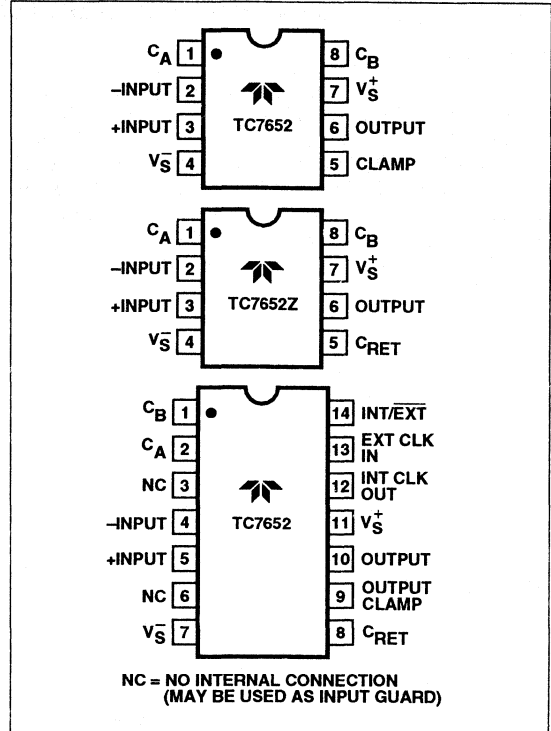 C_A 1 8 C_B
–INPUT 2 7 V_S^+
+INPUT 3 TC7652 6 OUTPUT
V_S^– 4 5 CLAMP
C_A 1 8 C_B
–INPUT 2 7 V_S^+
+INPUT 3 TC7652Z 6 OUTPUT
V_S^– 4 5 C_RET
C_B 1 14 INT/E̅X̅T̅
C_A 2 13 EXT CLK IN
NC 3 12 INT CLK OUT
–INPUT 4 TC7652 11 V_S^+
+INPUT 5 10 OUTPUT
NC 6 9 OUTPUT CLAMP
V_S^– 7 8 C_RET
NC = NO INTERNAL CONNECTION
(MAY BE USED AS INPUT GUARD)